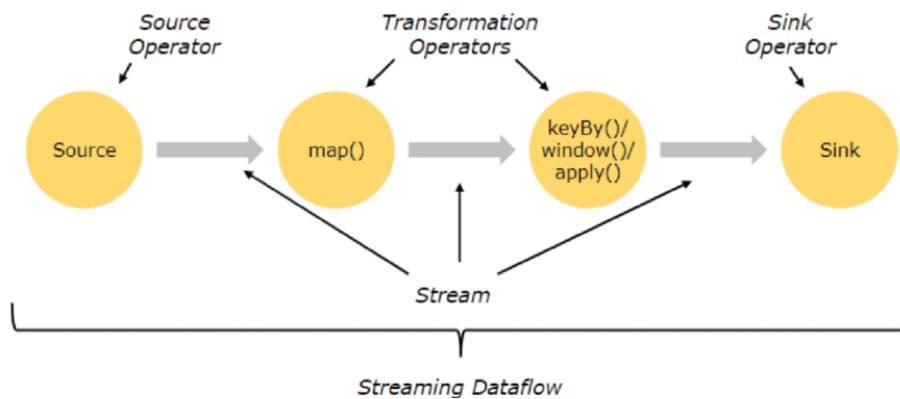 Source
Operator
Transformation
Operators
Sink
Operator
Source
map()
keyBy()/
window()/
apply()
Sink
Stream
Streaming Dataflow